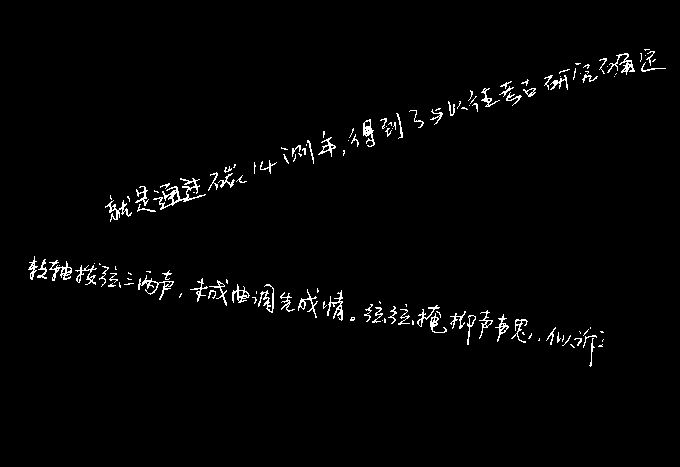 就是通过碳14测年,得到了与以往考古研究不确定
转轴拨弦三两声,未成曲调先成情。弦弦掩抑声声思,似诉